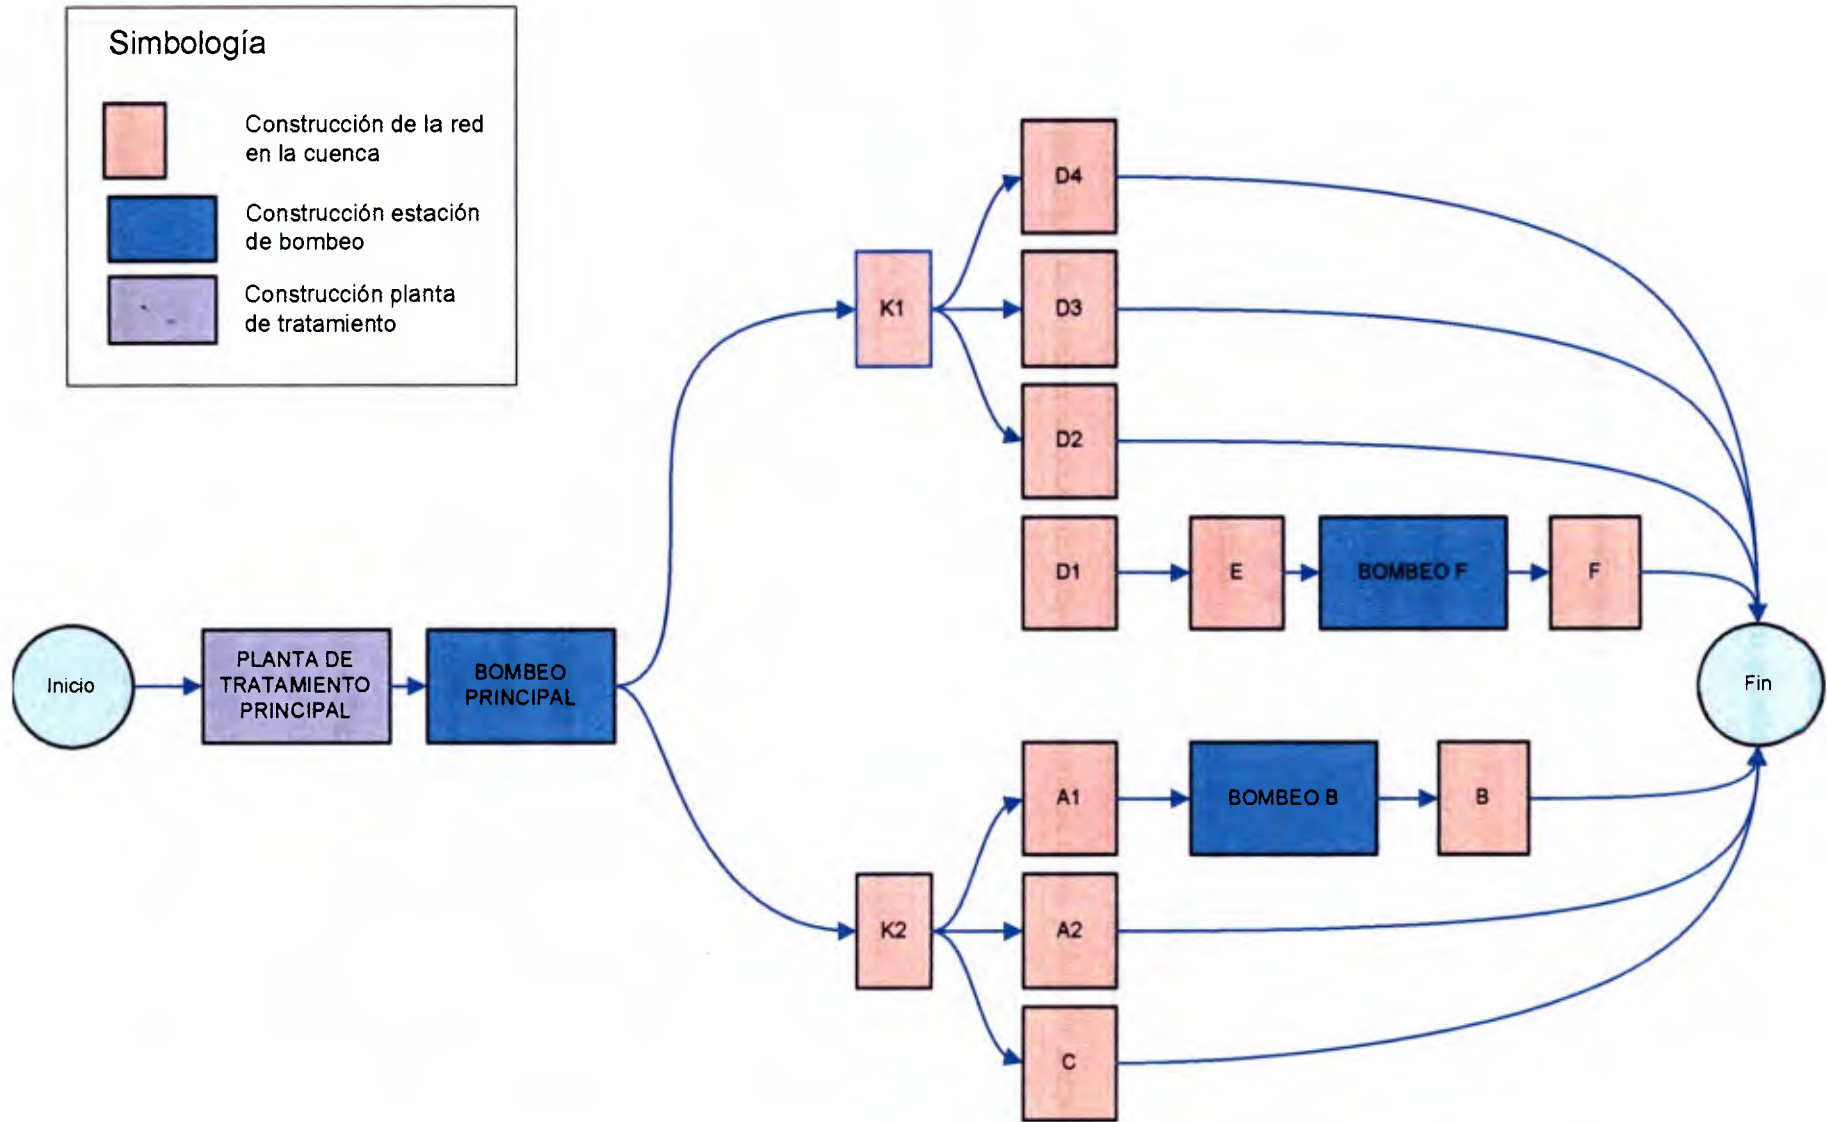 Simbología
Construcción de la red
en la cuenca
Construcción estación
de bombeo
Construcción planta
de tratamiento
D4
K1
D3
D2
D1
E
BOMBEO F
F
Inicio
PLANTA DE
TRATAMIENTO
PRINCIPAL
BOMBEO
PRINCIPAL
Fin
A1
BOMBEO B
B
K2
A2
C